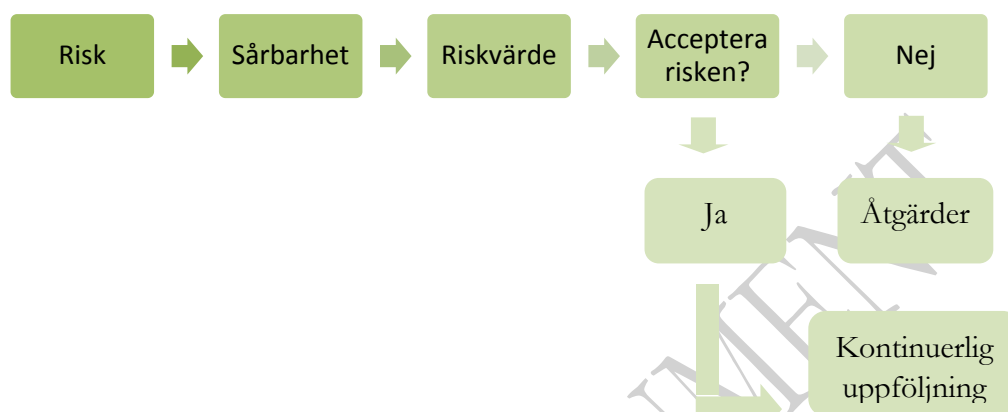 Risk
Sårbarhet
Riskvärde
Acceptera
risken?
Nej
Ja
Åtgärder
Kontinuerlig
uppföljning